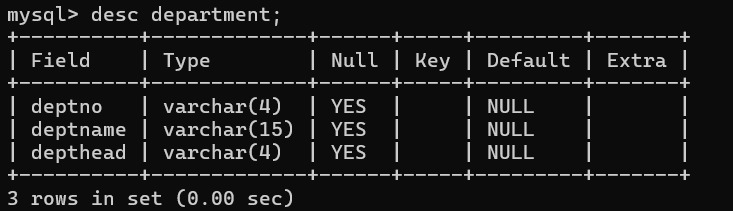 mysql> desc department;
+----------+-------------+------+-----+---------+-------+
| Field    | Type        | Null | Key | Default | Extra |
+----------+-------------+------+-----+---------+-------+
| deptno   | varchar(4)  | YES  |     | NULL    |       |
| deptname | varchar(15) | YES  |     | NULL    |       |
| depthead | varchar(4)  | YES  |     | NULL    |       |
+----------+-------------+------+-----+---------+-------+
3 rows in set (0.00 sec)